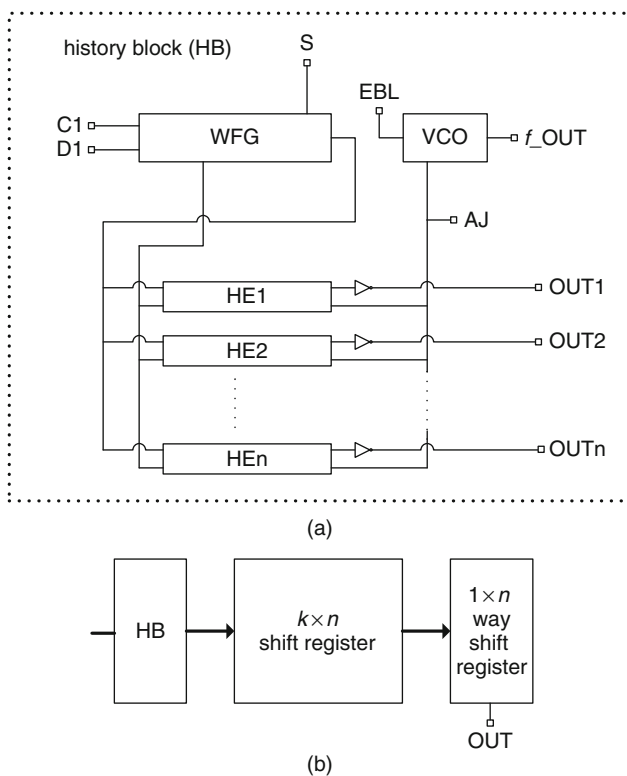 history block (HB)
S
EBL
C1
D1
WFG
VCO
f_OUT
AJ
HE1
OUT1
HE2
OUT2
HEn
OUTn
(a)
HB
k×n
shift register
1×n
way
shift
register
OUT
(b)